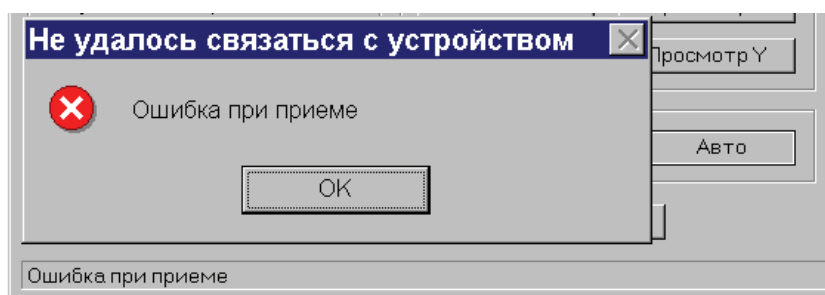 Не удалось связаться с устройством
Просмотр Y
Ошибка при приеме
Авто
OK
Ошибка при приеме